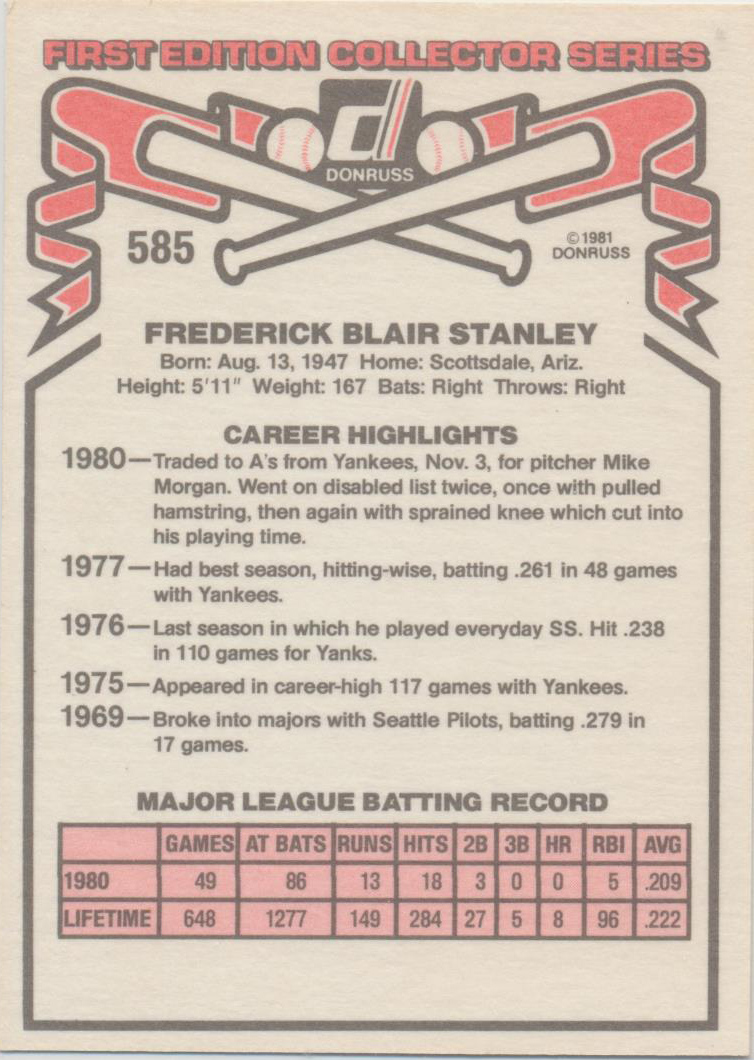 FIRST EDITION COLLECTOR SERIES
d
DONRUSS
585
©1981
DONRUSS
FREDERICK BLAIR STANLEY
Born: Aug. 13, 1947 Home: Scottsdale, Ariz.
Height: 5'11" Weight: 167 Bats: Right Throws: Right
CAREER HIGHLIGHTS
1980—Traded to A's from Yankees, Nov. 3, for pitcher Mike
Morgan. Went on disabled list twice, once with pulled
hamstring, then again with sprained knee which cut into
his playing time.
1977—Had best season, hitting-wise, batting .261 in 48 games
with Yankees.
1976—Last season in which he played everyday SS. Hit .238
in 110 games for Yanks.
1975—Appeared in career-high 117 games with Yankees.
1969—Broke into majors with Seattle Pilots, batting .279 in
17 games.
MAJOR LEAGUE BATTING RECORD
GAMES AT BATS RUNS HITS 2B 3B HR RBI AVG
1980 49 86 13 18 3 0 0 5 .209
LIFETIME 648 1277 149 284 27 5 8 96 .222